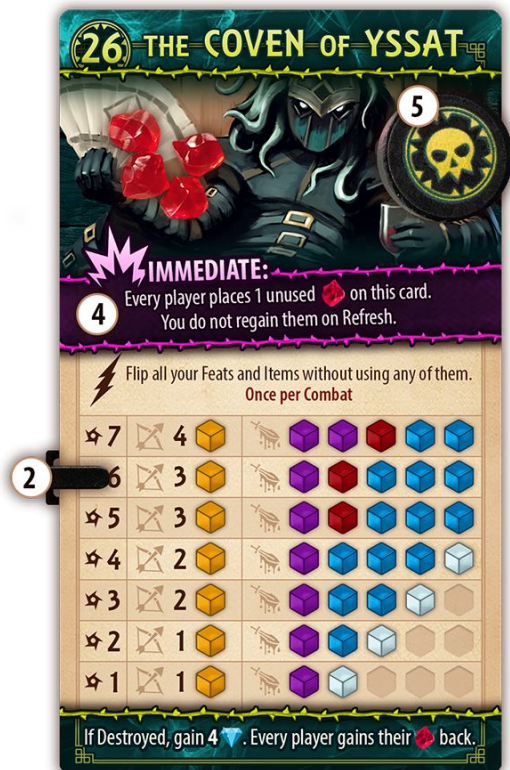 26 THE COVEN OF YSSAT
5
IMMEDIATE:
4
Every player places 1 unused on this card.
You do not regain them on Refresh.
Flip all your Feats and Items without using any of them.
Once per Combat
7 4
2
6 3
5 3
4 2
3 2
2 1
1 1
If Destroyed, gain 4. Every player gains their back.